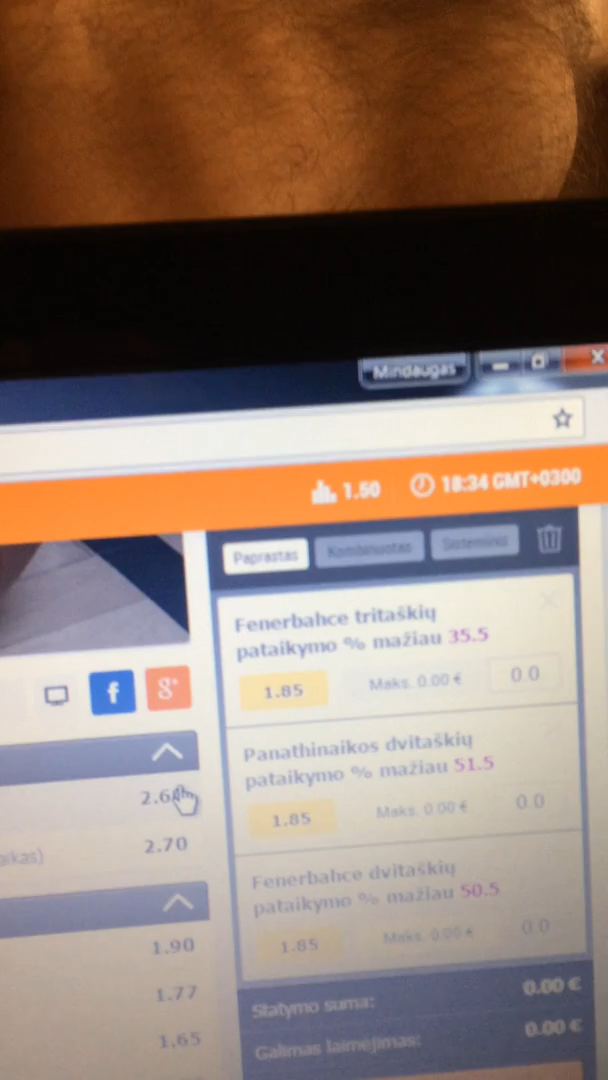 Mindaugas
1.50 18:34 GMT+0300
Paprastas Kombinuotas Sisteminis
Fenerbahce tritaškių
pataikymo % mažiau 35.5
1.85 Maks. 0.00 € 0.0
f g+
Panathinaikos dvitaškių
pataikymo % mažiau 51.5
1.85 Maks. 0.00 € 0.0
2.70
Fenerbahce dvitaškių
pataikymo % mažiau 50.5
1.85 Maks. 0.00 € 0.0
1.90
1.77
1.65
Statymo suma: 0.00 €
Galimas laimėjimas: 0.00 €